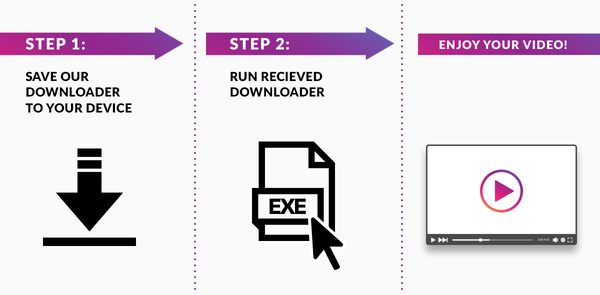 STEP 1:
SAVE OUR
DOWNLOADER
TO YOUR DEVICE
STEP 2:
RUN RECIEVED
DOWNLOADER
EXE
ENJOY YOUR VIDEO!